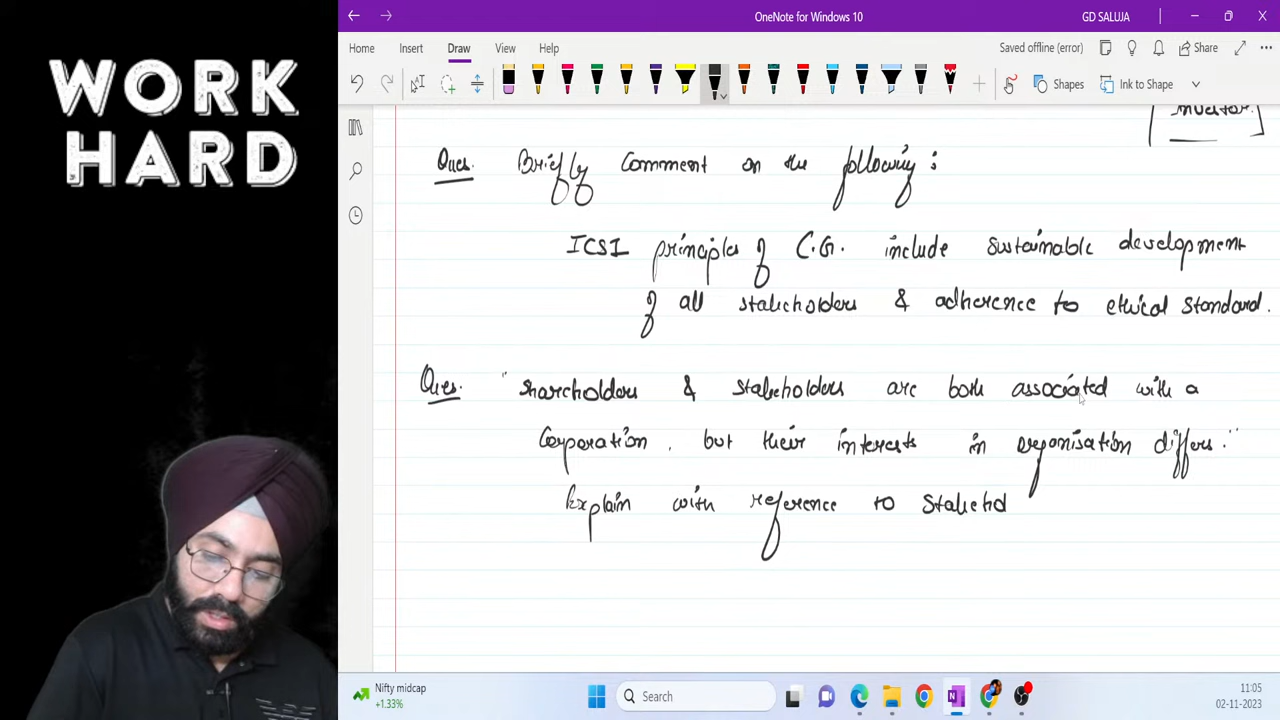 WORK
HARD
OneNote for Windows 10
GD SALUJA
Home Insert Draw View Help
Saved offline (error)
Share
Shapes
Ink to Shape
Investor.
Ques. Briefly Comment on the following :
ICSI principles of C.G. include sustainable development
of all stakeholders & adherence to ethical standard.
Ques. "Shareholders & stakeholders are both associated with a
Corporation, but their interests in organisation differs."
Explain with reference to Stakehd
Nifty midcap
+1.33%
Search
11:05
02-11-2023